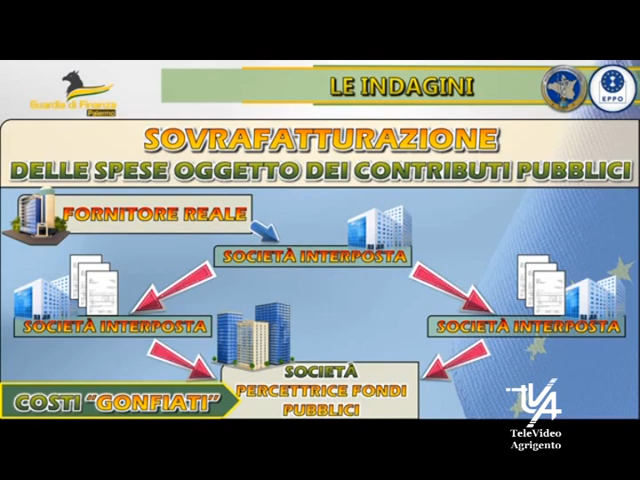 LE INDAGINI
Guardia di Finanza
Palermo
EPPO
SOVRAFATTURAZIONE
DELLE SPESE OGGETTO DEI CONTRIBUTI PUBBLICI
FORNITORE REALE
SOCIETÀ INTERPOSTA
SOCIETÀ INTERPOSTA
SOCIETÀ INTERPOSTA
SOCIETÀ
PERCETTRICE FONDI
PUBBLICI
COSTI "GONFIATI"
TVA
TeleVideo
Agrigento